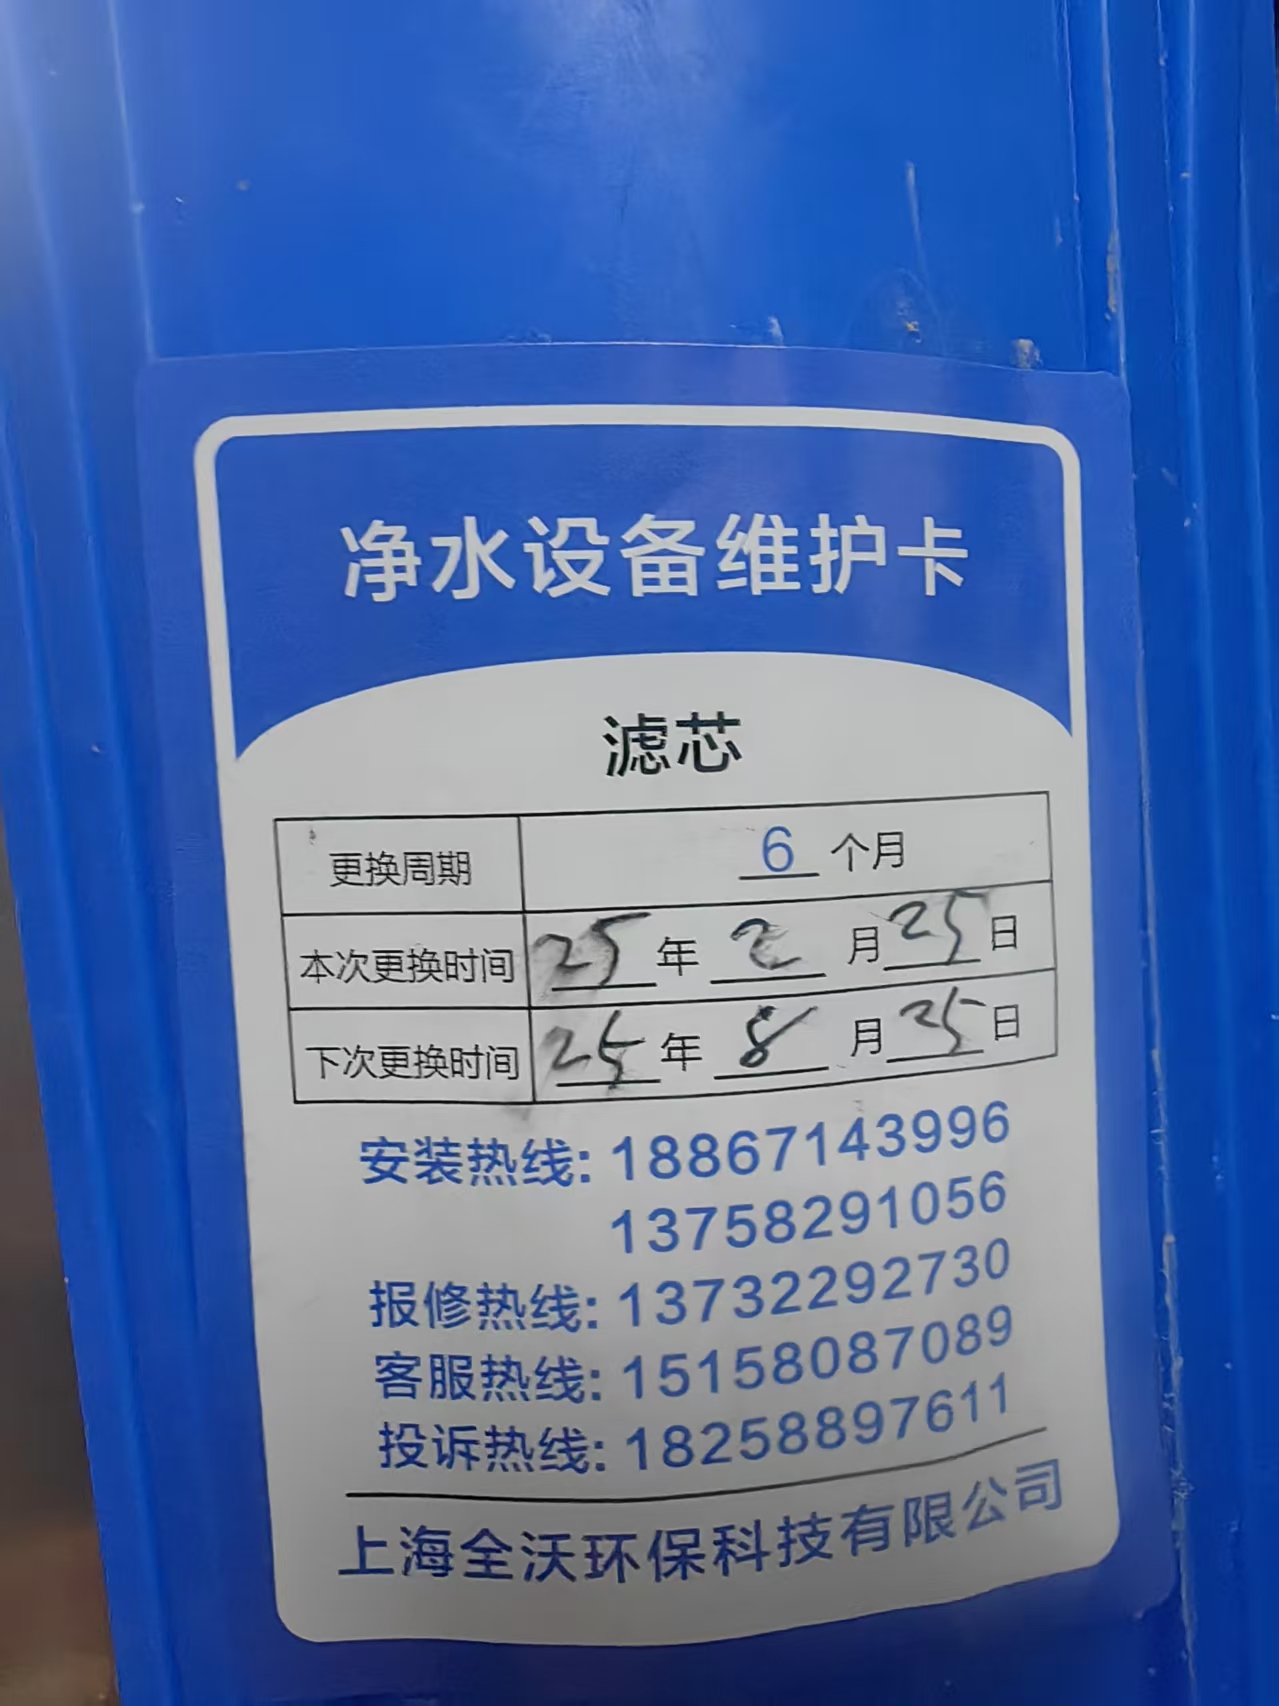 净水设备维护卡
滤芯
更换周期 6 个月
本次更换时间 25 年 2 月 25 日
下次更换时间 25 年 8 月 25 日
安装热线: 18867143996
13758291056
报修热线: 13732292730
客服热线: 15158087089
投诉热线: 18258897611
上海全沃环保科技有限公司